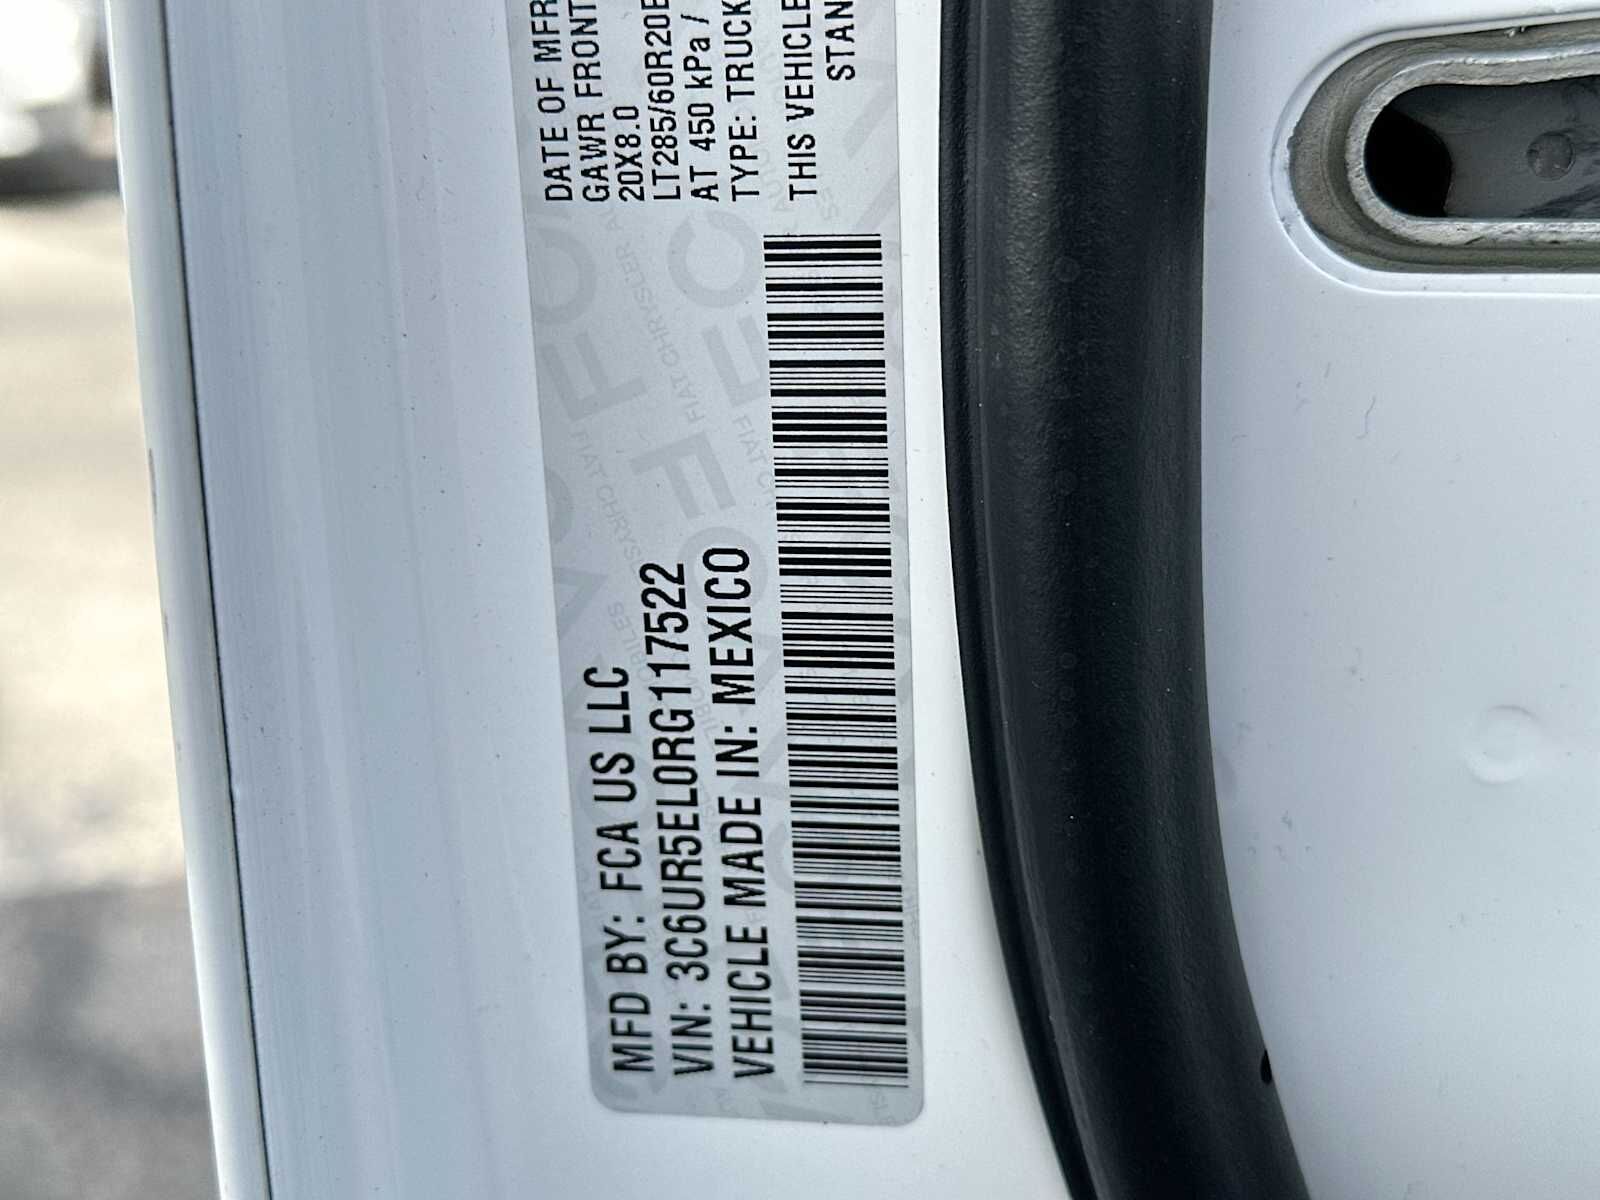 MFD BY: FCA US LLC
VIN: 3C6UR5EL0RG117522
VEHICLE MADE IN: MEXICO
DATE OF MFR
GAWR FRONT
20X8.0
LT285/60R20E
AT 450 kPa /
TYPE: TRUCK
THIS VEHICLE
STAN